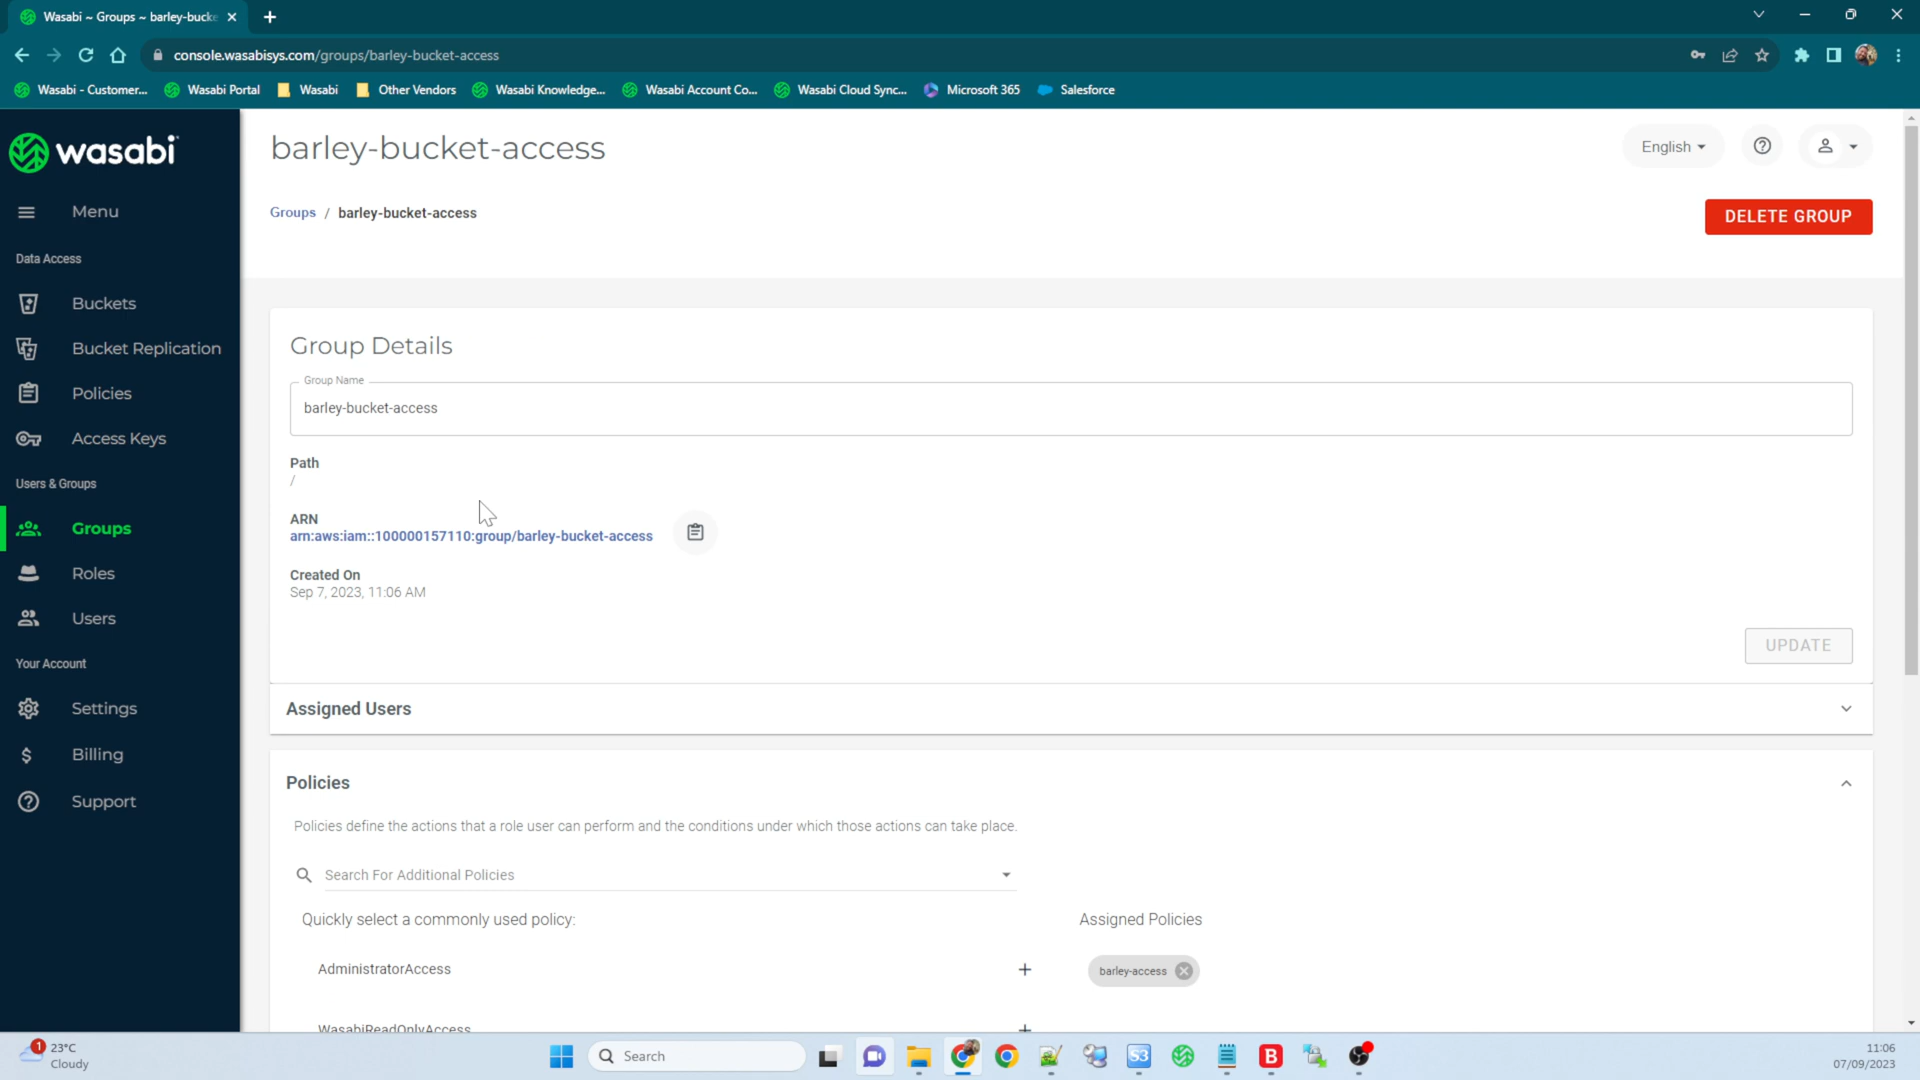 Wasabi ~ Groups ~ barley-bucke
console.wasabisys.com/groups/barley-bucket-access
Wasabi - Customer...
Wasabi Portal
Wasabi
Other Vendors
Wasabi Knowledge...
Wasabi Account Co...
Wasabi Cloud Sync...
Microsoft 365
Salesforce
wasabi
Menu
Data Access
Buckets
Bucket Replication
Policies
Access Keys
Users & Groups
Groups
Roles
Users
Your Account
Settings
Billing
Support
barley-bucket-access
English
Groups / barley-bucket-access
DELETE GROUP
Group Details
Group Name
barley-bucket-access
Path
/
ARN
arn:aws:iam::100000157110:group/barley-bucket-access
Created On
Sep 7, 2023, 11:06 AM
UPDATE
Assigned Users
Policies
Policies define the actions that a role user can perform and the conditions under which those actions can take place.
Search For Additional Policies
Quickly select a commonly used policy:
Assigned Policies
AdministratorAccess
barley-access
WasabiReadOnlyAccess
1
23°C
Cloudy
Search
S3
B
11:06
07/09/2023